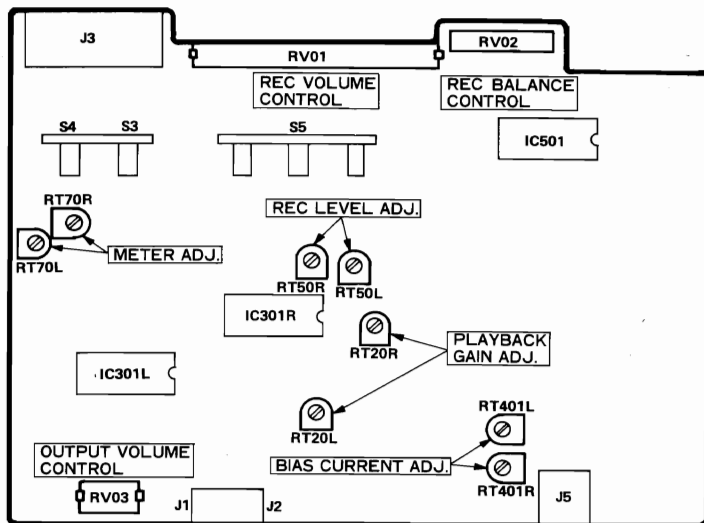 J3
RV01
RV02
REC VOLUME
CONTROL
REC BALANCE
CONTROL
S4
S3
S5
IC501
RT70R
REC LEVEL ADJ.
METER ADJ.
RT70L
RT50R
RT50L
IC301R
RT20R
PLAYBACK
GAIN ADJ.
IC301L
RT20L
RT401L
OUTPUT VOLUME
CONTROL
BIAS CURRENT ADJ.
RT401R
RV03
J1
J2
J5